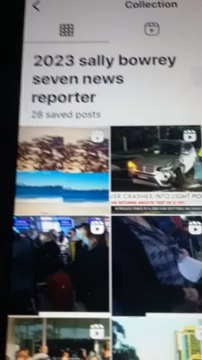 Collection
2023 sally bowrey
seven news
reporter
28 saved posts
CRASHES INTO LIGHT PO